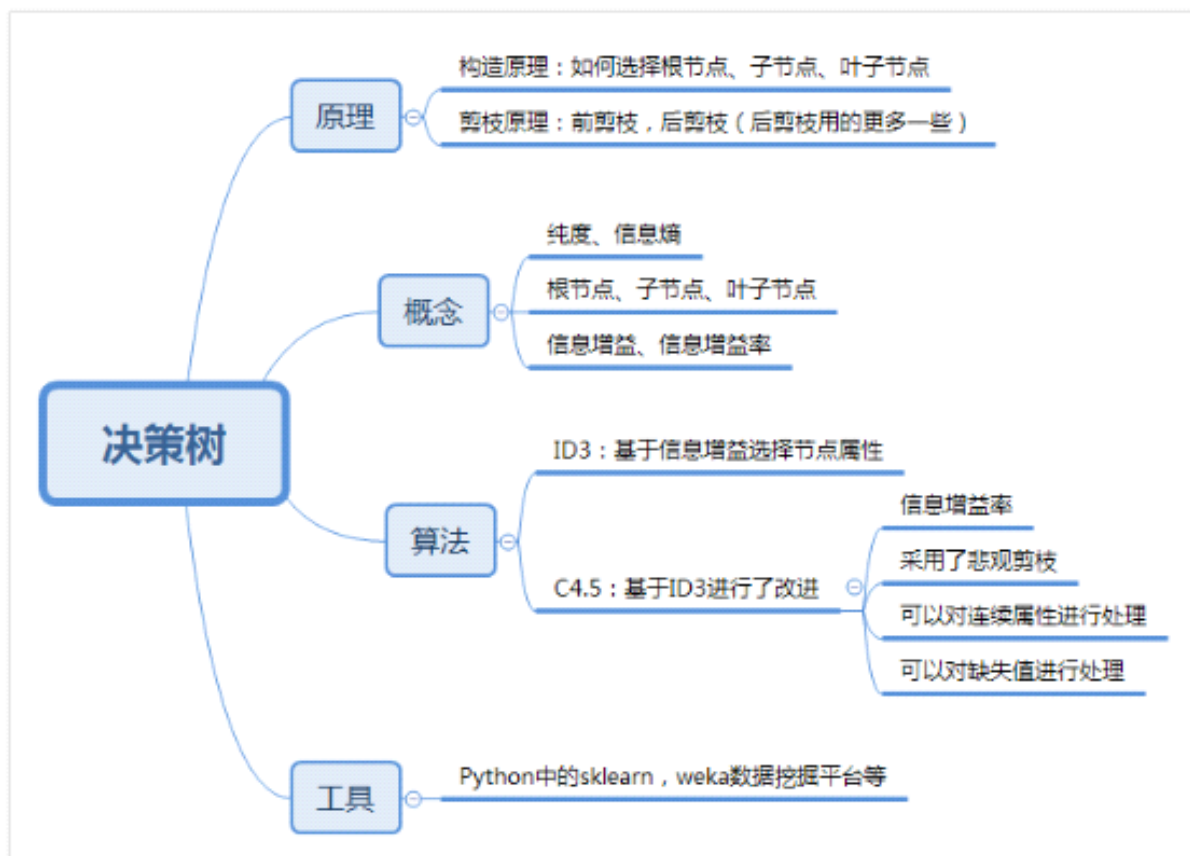 构造原理：如何选择根节点、子节点、叶子节点
原理
剪枝原理：前剪枝，后剪枝（后剪枝用的更多一些）
纯度、信息熵
概念
根节点、子节点、叶子节点
信息增益、信息增益率
决策树
ID3：基于信息增益选择节点属性
算法
信息增益率
采用了悲观剪枝
C4.5：基于ID3进行了改进
可以对连续属性进行处理
可以对缺失值进行处理
工具
Python中的sklearn，weka数据挖掘平台等